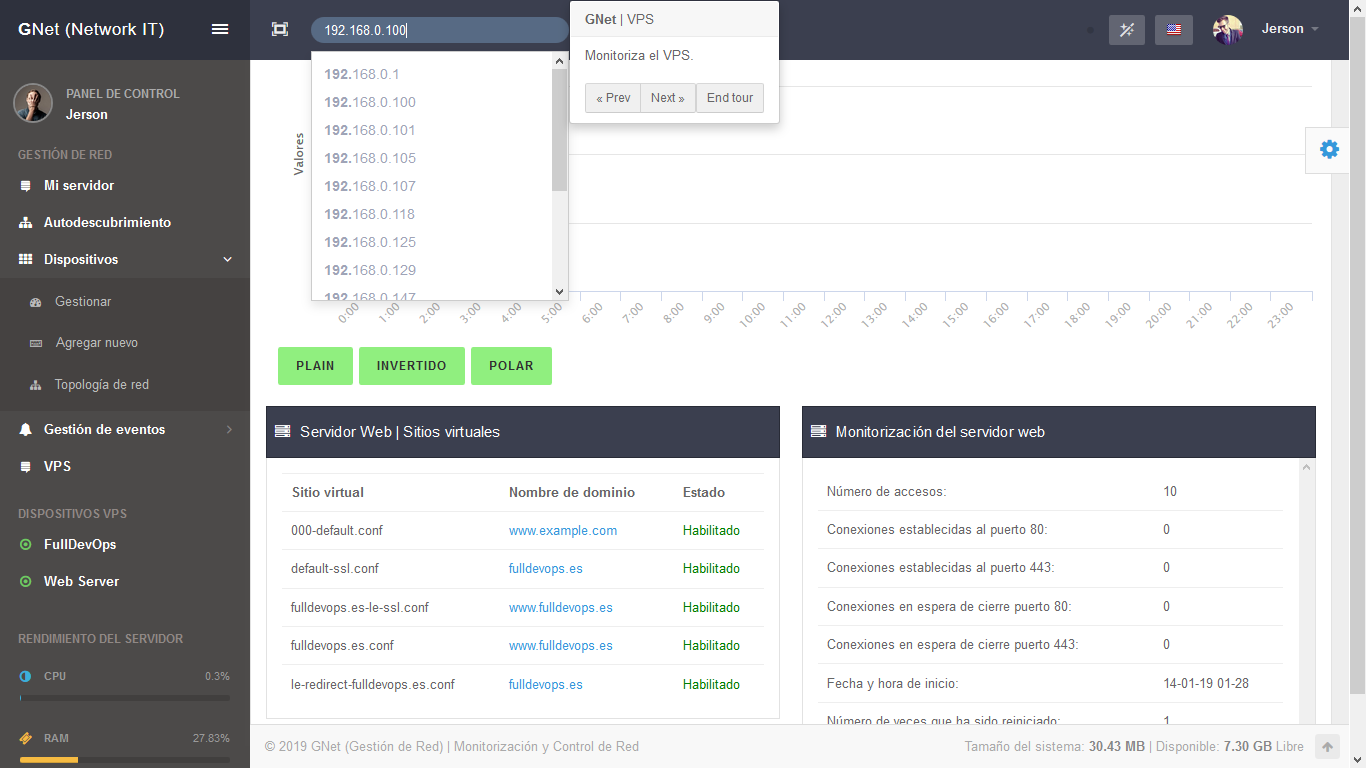 GNet (Network IT)
192.168.0.100
GNet | VPS
Monitoriza el VPS.
« Prev
Next »
End tour
Jerson
PANEL DE CONTROL
Jerson
GESTIÓN DE RED
Mi servidor
Autodescubrimiento
Dispositivos
Gestionar
Agregar nuevo
Topología de red
Gestión de eventos
VPS
DISPOSITIVOS VPS
FullDevOps
Web Server
RENDIMIENTO DEL SERVIDOR
CPU 0.3%
RAM 27.83%
192.168.0.1
192.168.0.100
192.168.0.101
192.168.0.105
192.168.0.107
192.168.0.118
192.168.0.125
192.168.0.129
192.168.0.147
Valores
0:00 1:00 2:00 3:00 4:00 5:00 6:00 7:00 8:00 9:00 10:00 11:00 12:00 13:00 14:00 15:00 16:00 17:00 18:00 19:00 20:00 21:00 22:00 23:00
PLAIN INVERTIDO POLAR
Servidor Web | Sitios virtuales
Sitio virtual Nombre de dominio Estado
000-default.conf www.example.com Habilitado
default-ssl.conf fulldevops.es Habilitado
fulldevops.es-le-ssl.conf www.fulldevops.es Habilitado
fulldevops.es.conf www.fulldevops.es Habilitado
le-redirect-fulldevops.es.conf fulldevops.es Habilitado
Monitorización del servidor web
Número de accesos: 10
Conexiones establecidas al puerto 80: 0
Conexiones establecidas al puerto 443: 0
Conexiones en espera de cierre puerto 80: 0
Conexiones en espera de cierre puerto 443: 0
Fecha y hora de inicio: 14-01-19 01-28
Número de veces que ha sido reiniciado: 1
© 2019 GNet (Gestión de Red) | Monitorización y Control de Red
Tamaño del sistema: 30.43 MB | Disponible: 7.30 GB Libre